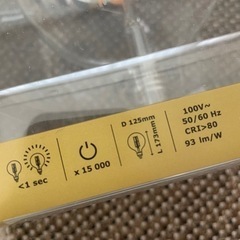 D 125mm
L 173mm
<1 sec
x 15 000
100V~
50/60 Hz
CRI>80
93 lm/W